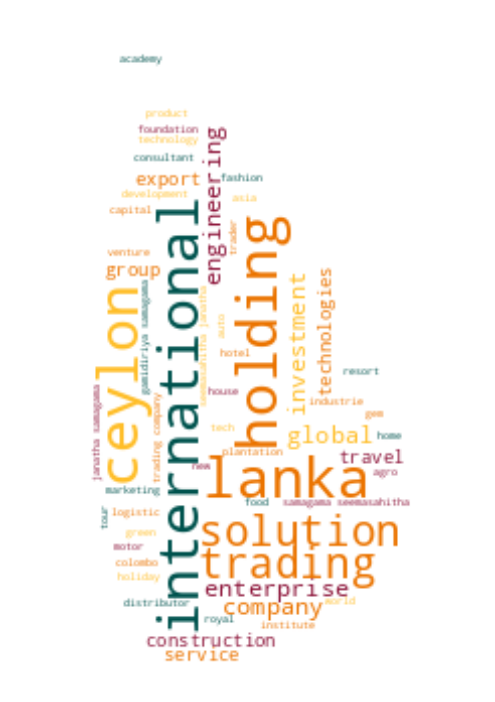 academy
product
foundation
technology
consultant
export
fashion
development
asia
capital
engineering
trader
international
holding
venture
group
gamidiriya samagama
ceylon
seemasahitha janatha
investment
technologies
auto
hotel
resort
janatha samagama
trading company
house
industrie
gem
tech
global
home
plantation
travel
new
lanka
agro
marketing
food
samagama seemasahitha
tour
logistic
solution
green
motor
trading
colombo
holiday
enterprise
distributor
company
world
royal
institute
construction
service